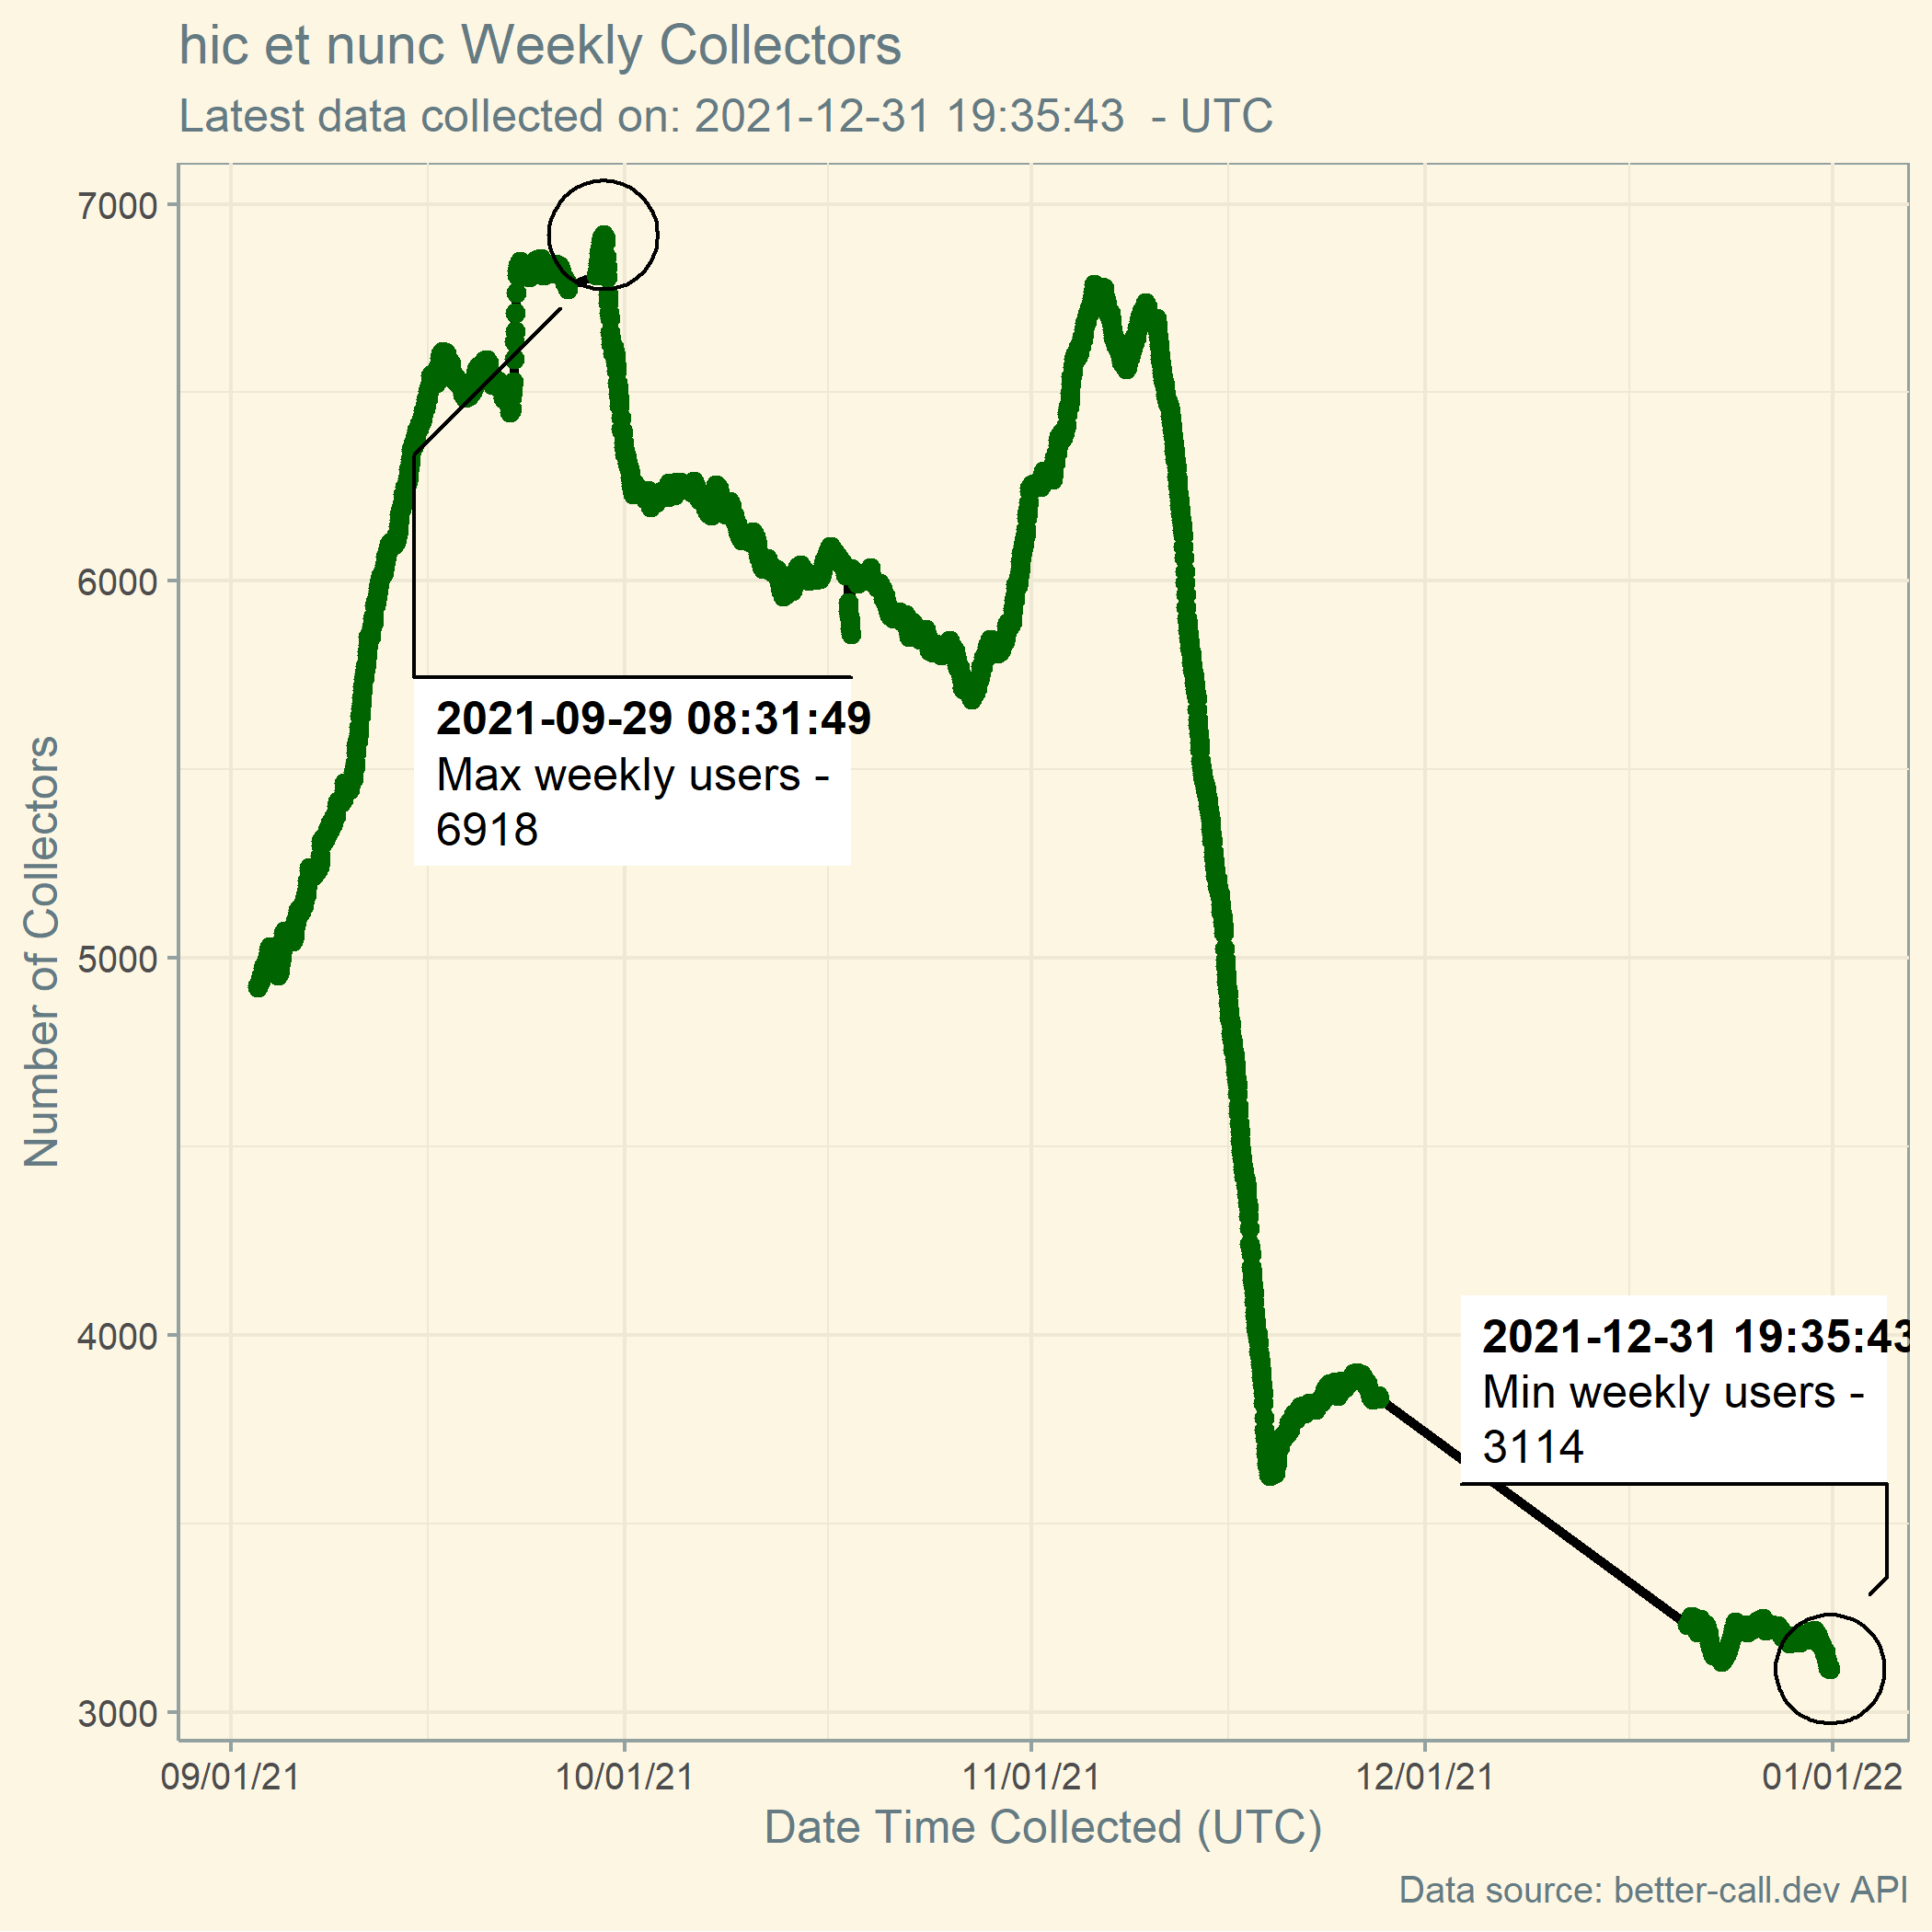 hic et nunc Weekly Collectors
Latest data collected on: 2021-12-31 19:35:43  - UTC
Number of Collectors
7000
6000
5000
4000
3000
2021-09-29 08:31:49
Max weekly users -
6918
2021-12-31 19:35:43
Min weekly users -
3114
09/01/21
10/01/21
11/01/21
12/01/21
01/01/22
Date Time Collected (UTC)
Data source: better-call.dev API